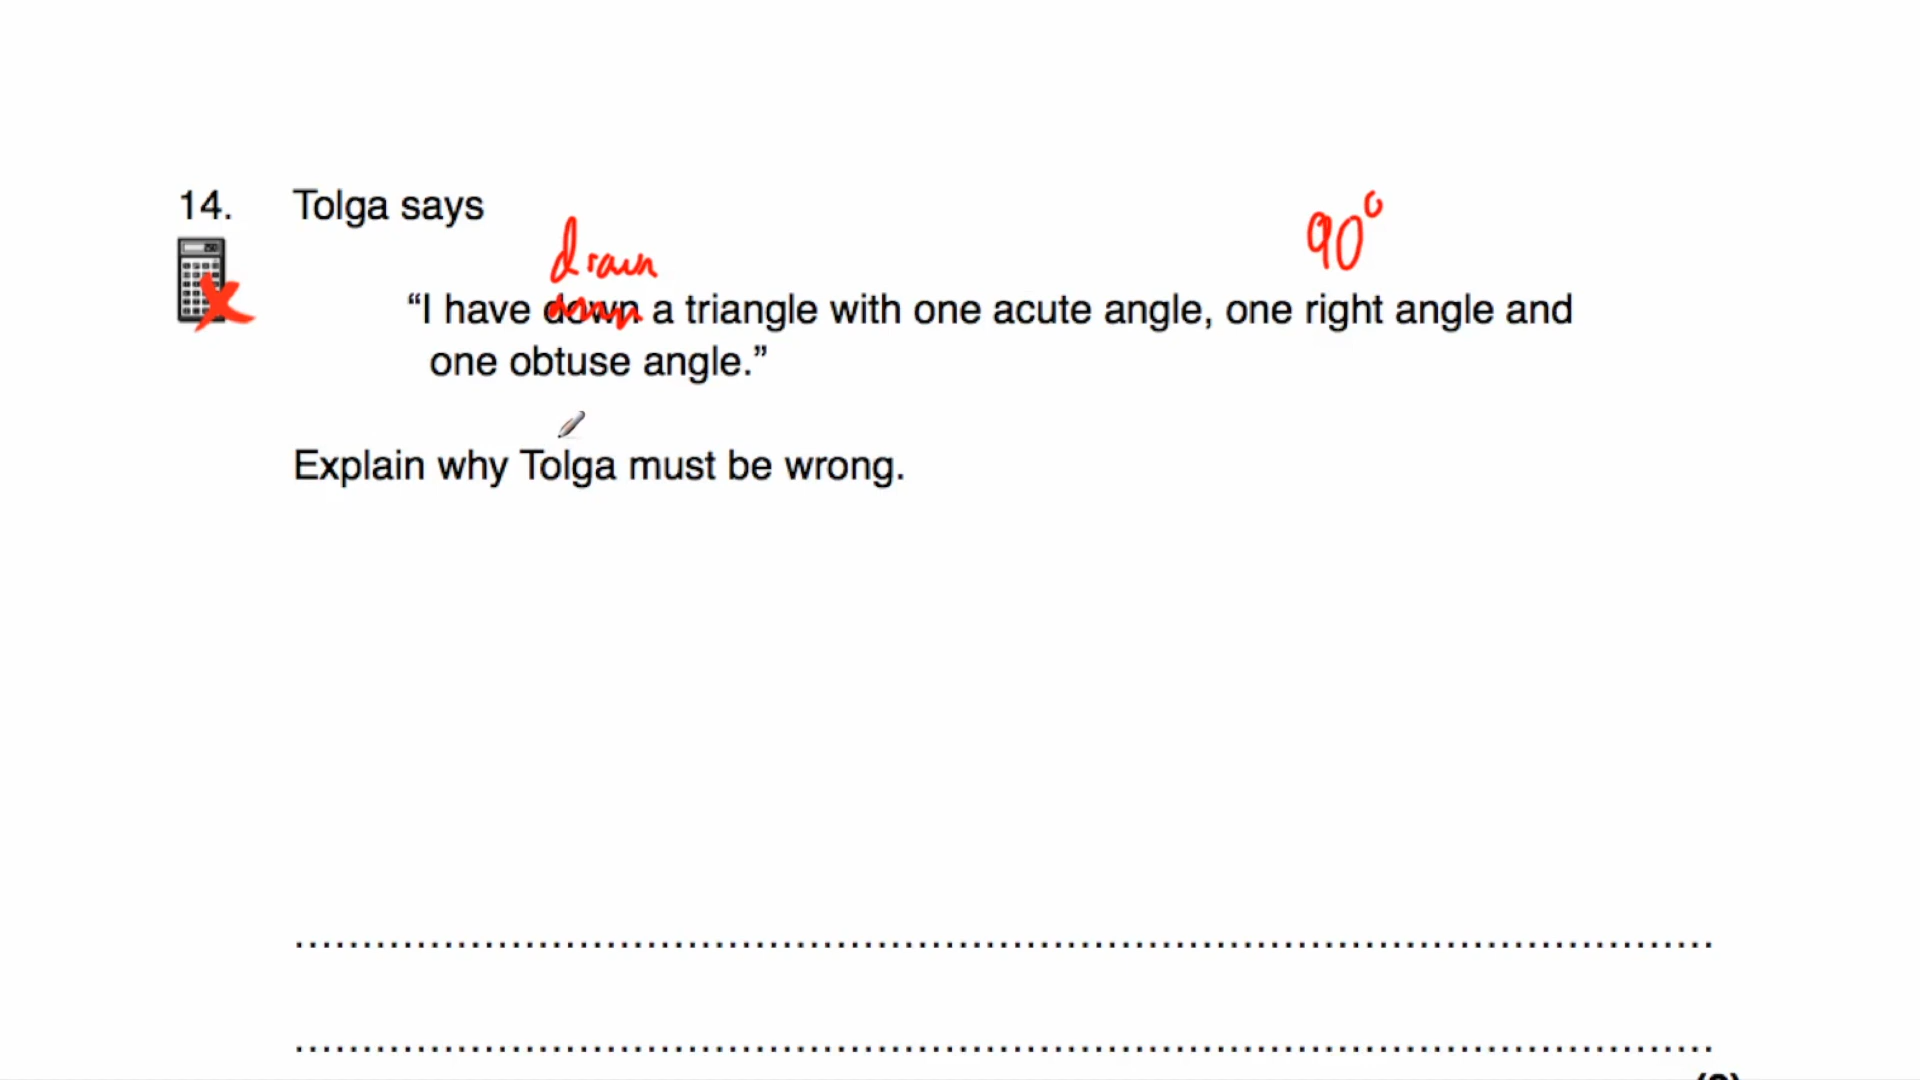 14. Tolga says
drawn 90°
“I have down a triangle with one acute angle, one right angle and
one obtuse angle.”
Explain why Tolga must be wrong.
........................................................................................................
........................................................................................................